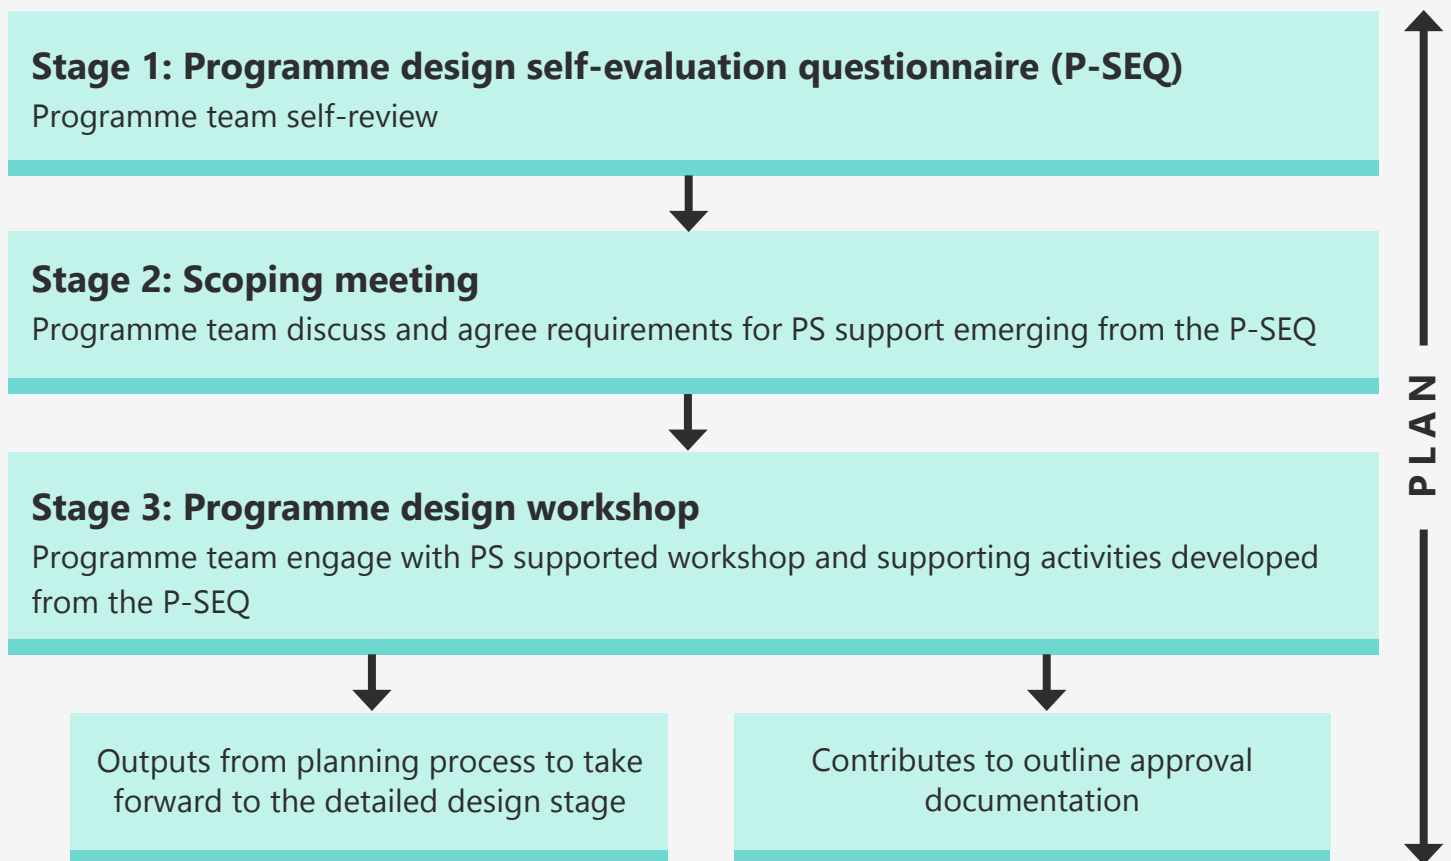 Stage 1: Programme design self-evaluation questionnaire (P-SEQ)
Programme team self-review
Stage 2: Scoping meeting
Programme team discuss and agree requirements for PS support emerging from the P-SEQ
Stage 3: Programme design workshop
Programme team engage with PS supported workshop and supporting activities developed
from the P-SEQ
Outputs from planning process to take
forward to the detailed design stage
Contributes to outline approval
documentation
PLAN